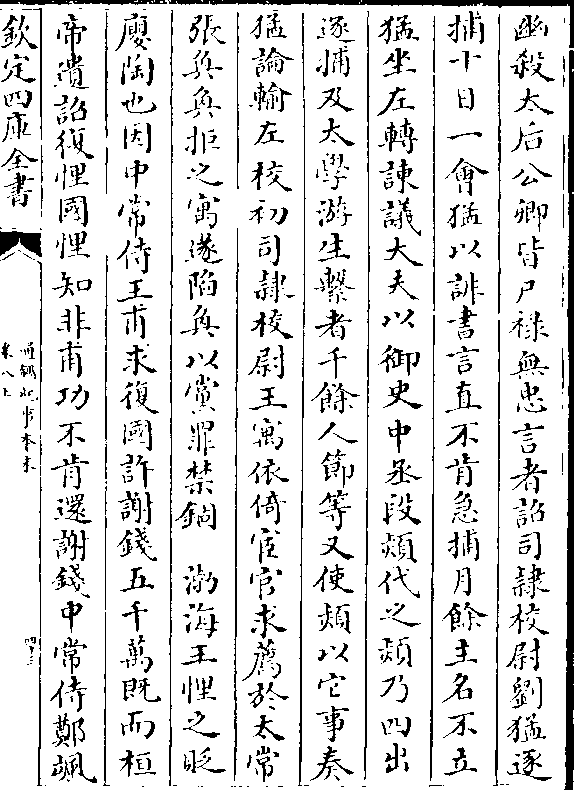 幽殺太后公卿皆尸祿無忠言者詔司隷校尉劉猛逐
捕十日一會猛以誹書言直不肯急捕月餘主名不立
猛坐左轉諫議大夫以御史中丞段熲代之熲乃四出
逐捕及太學游生繫者千餘人節等又使熲以它事奏
猛論輸左校初司隷校尉王寓依倚宦官求薦於太常
張奐奐拒之寓遂陷奐以黨罪禁錮　渤海王悝之貶
廮陶也因中常侍王甫求復國許謝錢五千萬既而桓
帝遺詔復悝國悝知非甫功不肯還謝錢中常侍鄭颯
欽定四庫全書
通鑑紀事本末
卷八上